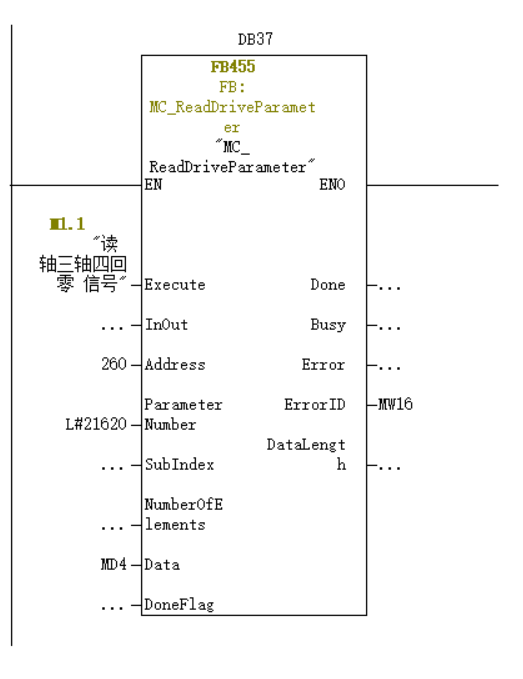 DB37
FB455
FB:
MC_ReadDriveParamet
er
"MC_
ReadDriveParameter"
EN ENO
M1.1
"读
轴三轴四回
零 信号" Execute Done ...
... InOut Busy ...
260 Address Error ...
Parameter ErrorID MW16
L#21620 Number
DataLengt
... SubIndex h ...
NumberOfE
... lements
MD4 Data
... DoneFlag